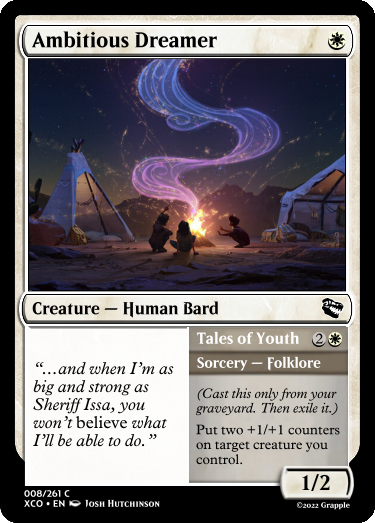 Ambitious Dreamer
Creature — Human Bard
“...and when I'm as
big and strong as
Sheriff Issa, you
won't believe what
I'll be able to do.”
Tales of Youth 2
Sorcery — Folklore
(Cast this only from your
graveyard. Then exile it.)
Put two +1/+1 counters
on target creature you
control.
1/2
008/261 C
XCO • EN Josh Hutchinson
©2022 Grapple